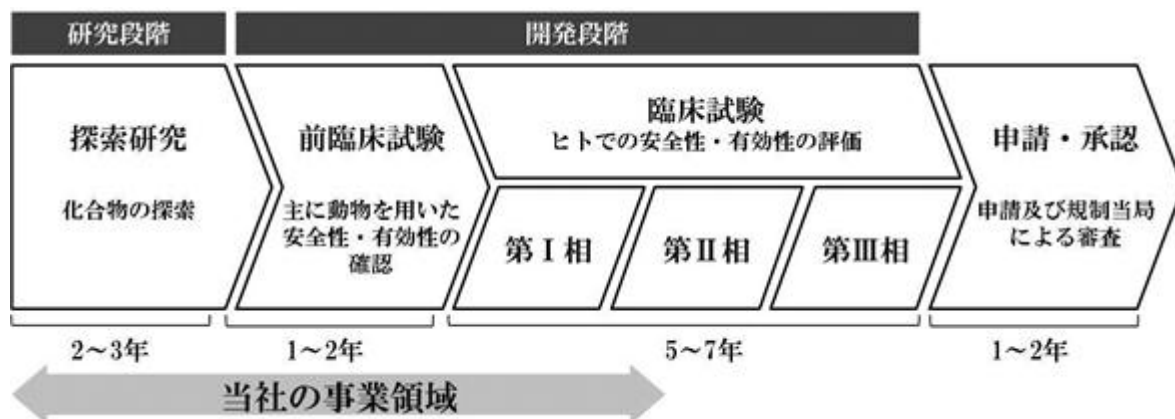 研究段階
開発段階
探索研究
化合物の探索
前臨床試験
主に動物を用いた
安全性・有効性の
確認
臨床試験
ヒトでの安全性・有効性の評価
第Ⅰ相
第Ⅱ相
第Ⅲ相
申請・承認
申請及び規制当局
による審査
2～3年
1～2年
5～7年
1～2年
当社の事業領域